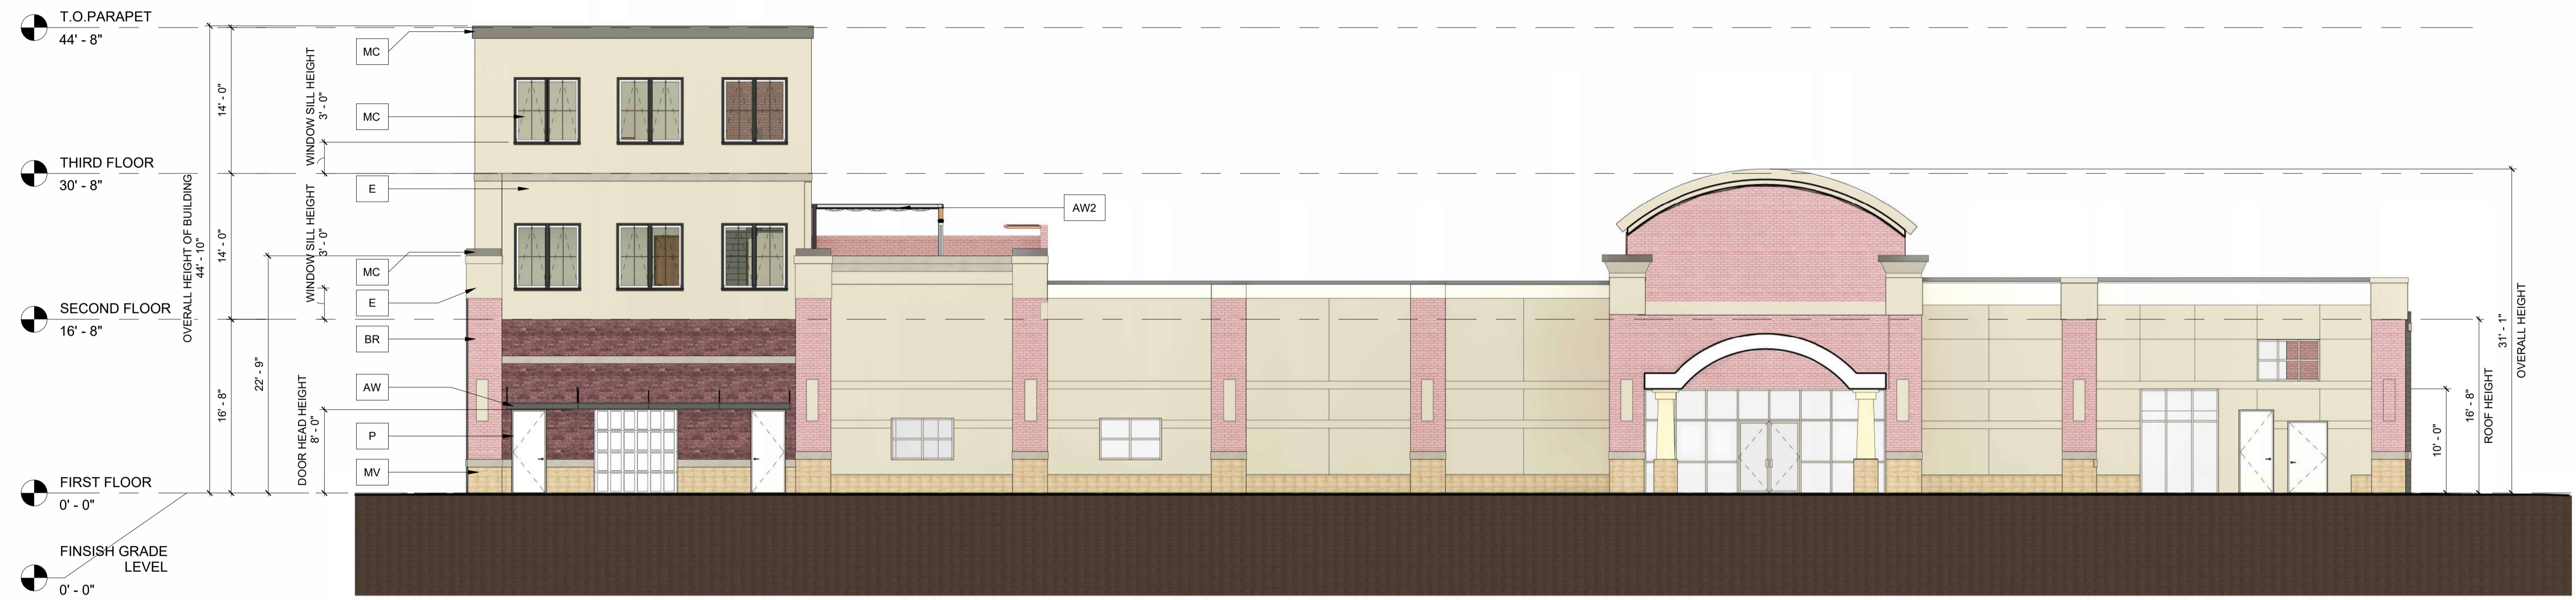 T.O.PARAPET
44' - 8"
THIRD FLOOR
30' - 8"
SECOND FLOOR
16' - 8"
FIRST FLOOR
0' - 0"
FINSISH GRADE
LEVEL
0' - 0"
OVERALL HEIGHT OF BUILDING
44' - 10"
14' - 0"
14' - 0"
16' - 8"
22' - 9"
WINDOW SILL HEIGHT
3' - 0"
WINDOW SILL HEIGHT
3' - 0"
DOOR HEAD HEIGHT
8' - 0"
MC
MC
E
MC
E
BR
AW
P
MV
AW2
10' - 0"
16' - 8"
ROOF HEIGHT
31' - 1"
OVERALL HEIGHT